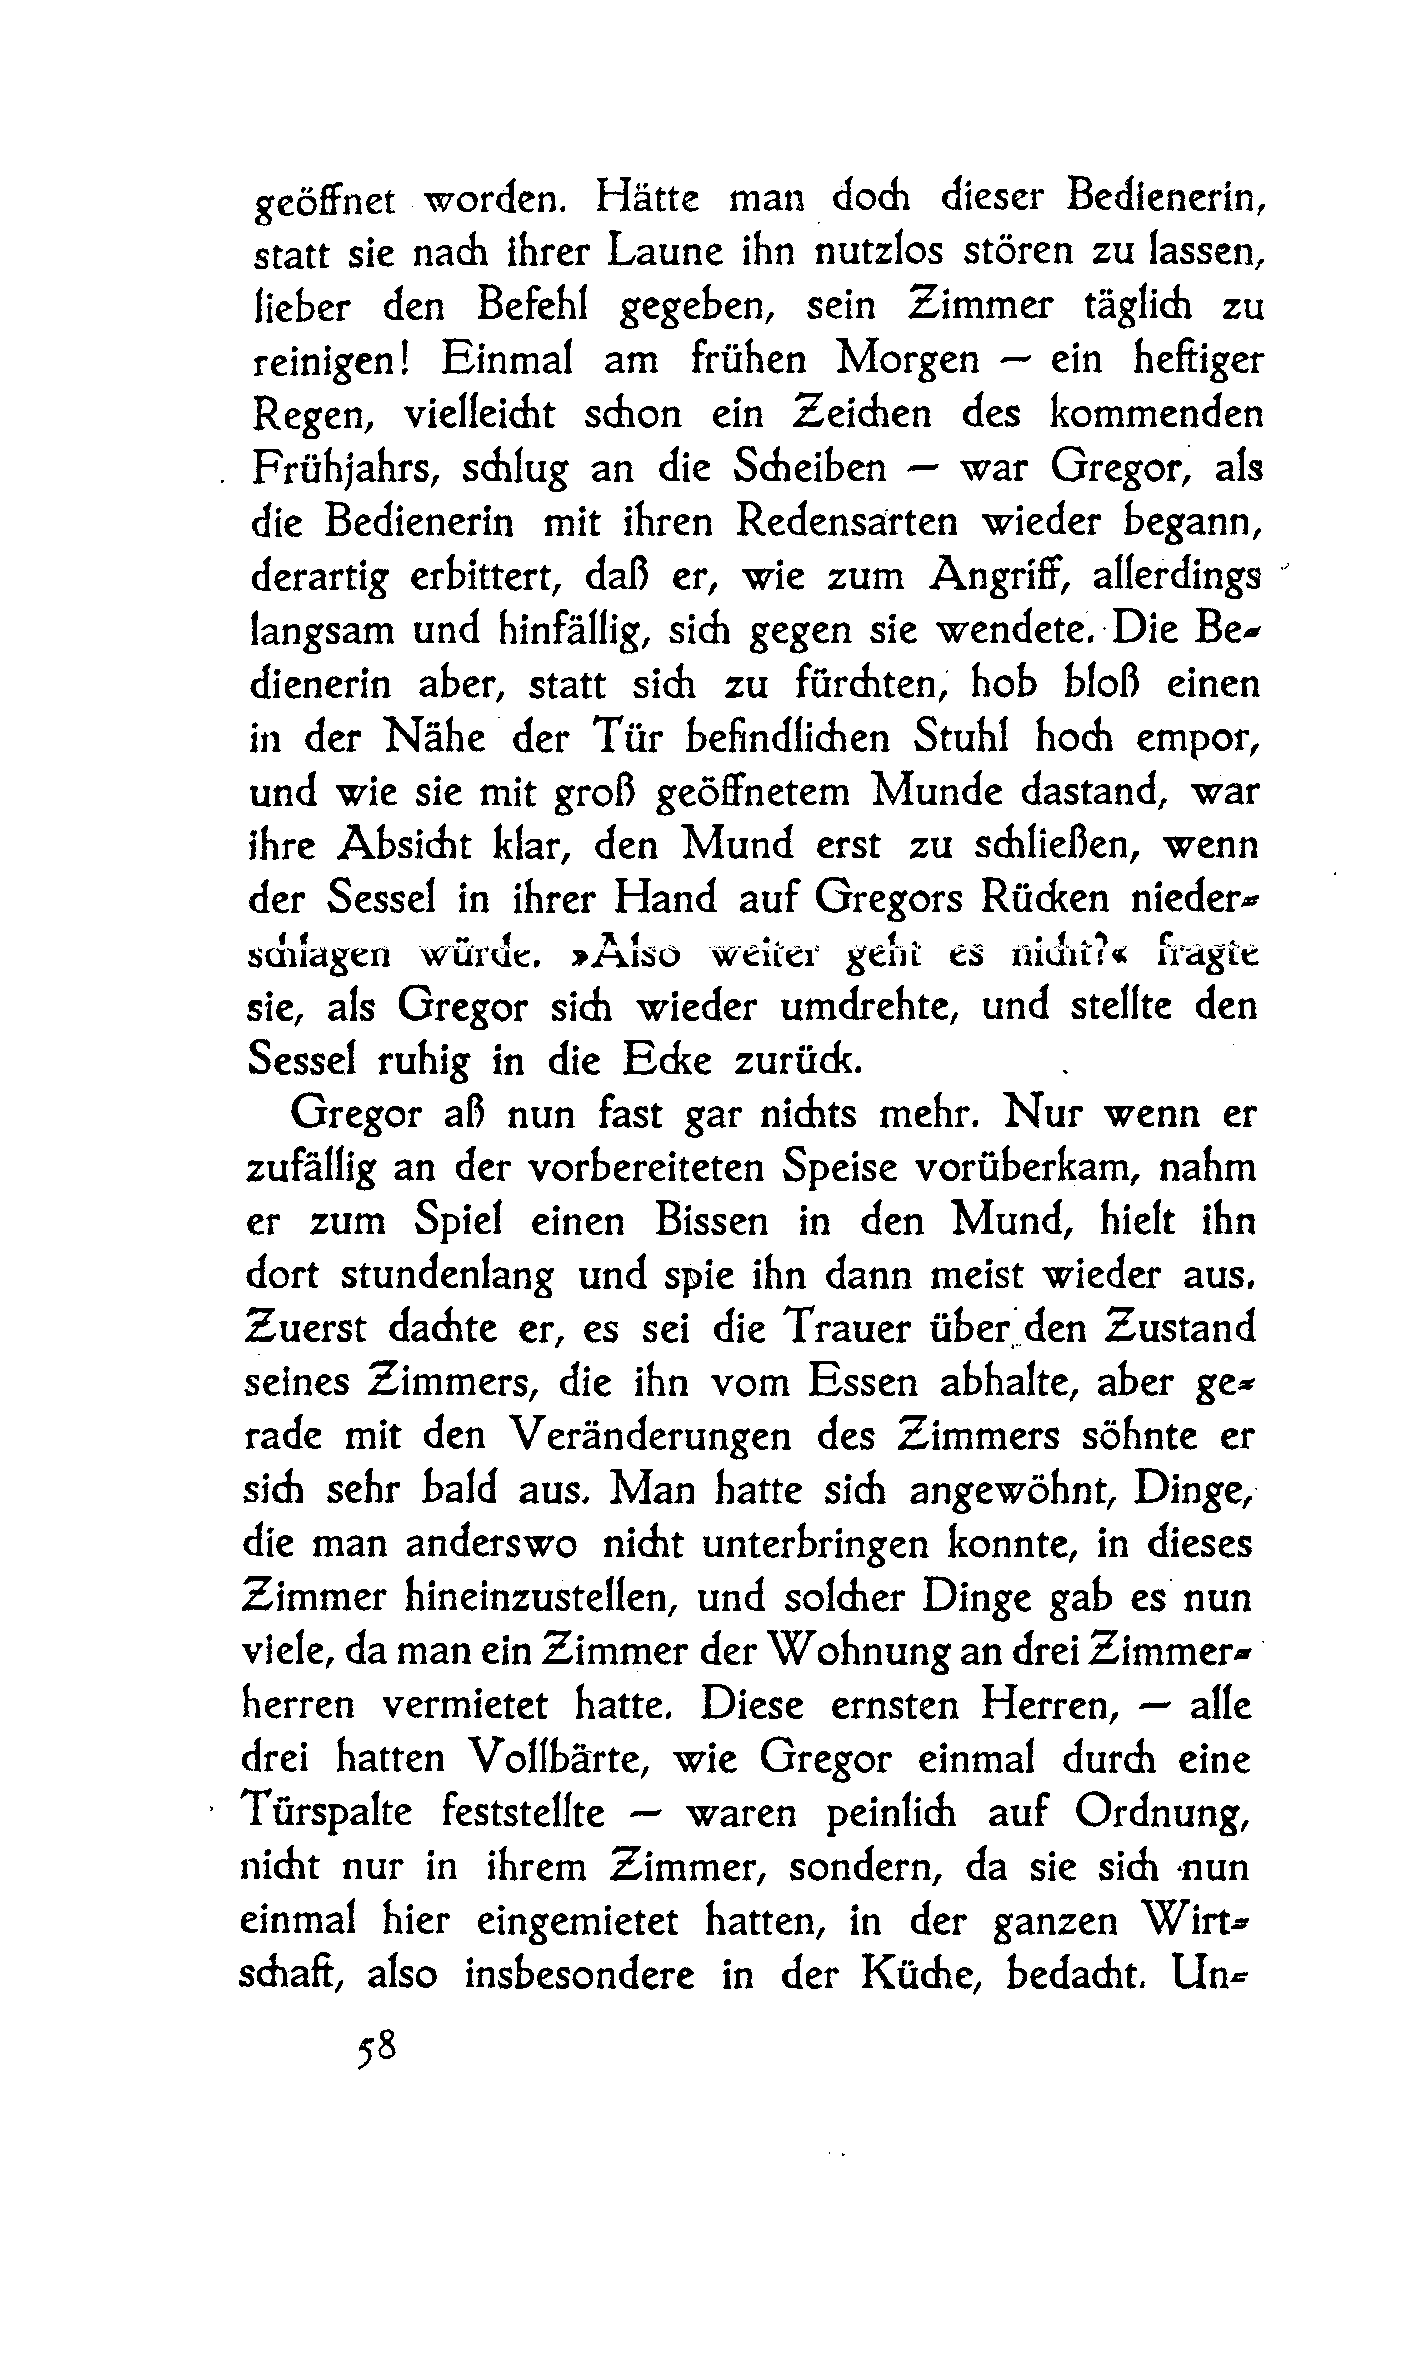 geöffnet worden. Hätte man doch dieser Bedienerin,
statt sie nach ihrer Laune ihn nutzlos stören zu lassen,
lieber den Befehl gegeben, sein Zimmer täglich zu
reinigen! Einmal am frühen Morgen — ein heftiger
Regen, vielleicht schon ein Zeichen des kommenden
Frühjahrs, schlug an die Scheiben — war Gregor, als
die Bedienerin mit ihren Redensarten wieder begann,
derartig erbittert, daß er, wie zum Angriff, allerdings
langsam und hinfällig, sich gegen sie wendete. Die Be-
dienerin aber, statt sich zu fürchten, hob bloß einen
in der Nähe der Tür befindlichen Stuhl hoch empor,
und wie sie mit groß geöffnetem Munde dastand, war
ihre Absicht klar, den Mund erst zu schließen, wenn
der Sessel in ihrer Hand auf Gregors Rücken nieder-
schlagen würde. »Also weiter geht es nicht?« fragte
sie, als Gregor sich wieder umdrehte, und stellte den
Sessel ruhig in die Ecke zurück.
Gregor aß nun fast gar nichts mehr. Nur wenn er
zufällig an der vorbereiteten Speise vorüberkam, nahm
er zum Spiel einen Bissen in den Mund, hielt ihn
dort stundenlang und spie ihn dann meist wieder aus.
Zuerst dachte er, es sei die Trauer über den Zustand
seines Zimmers, die ihn vom Essen abhalte, aber ge-
rade mit den Veränderungen des Zimmers söhnte er
sich sehr bald aus. Man hatte sich angewöhnt, Dinge,
die man anderswo nicht unterbringen konnte, in dieses
Zimmer hineinzustellen, und solcher Dinge gab es nun
viele, da man ein Zimmer der Wohnung an drei Zimmer-
herren vermietet hatte. Diese ernsten Herren, — alle
drei hatten Vollbärte, wie Gregor einmal durch eine
Türspalte feststellte — waren peinlich auf Ordnung,
nicht nur in ihrem Zimmer, sondern, da sie sich nun
einmal hier eingemietet hatten, in der ganzen Wirt-
schaft, also insbesondere in der Küche, bedacht. Un-
58